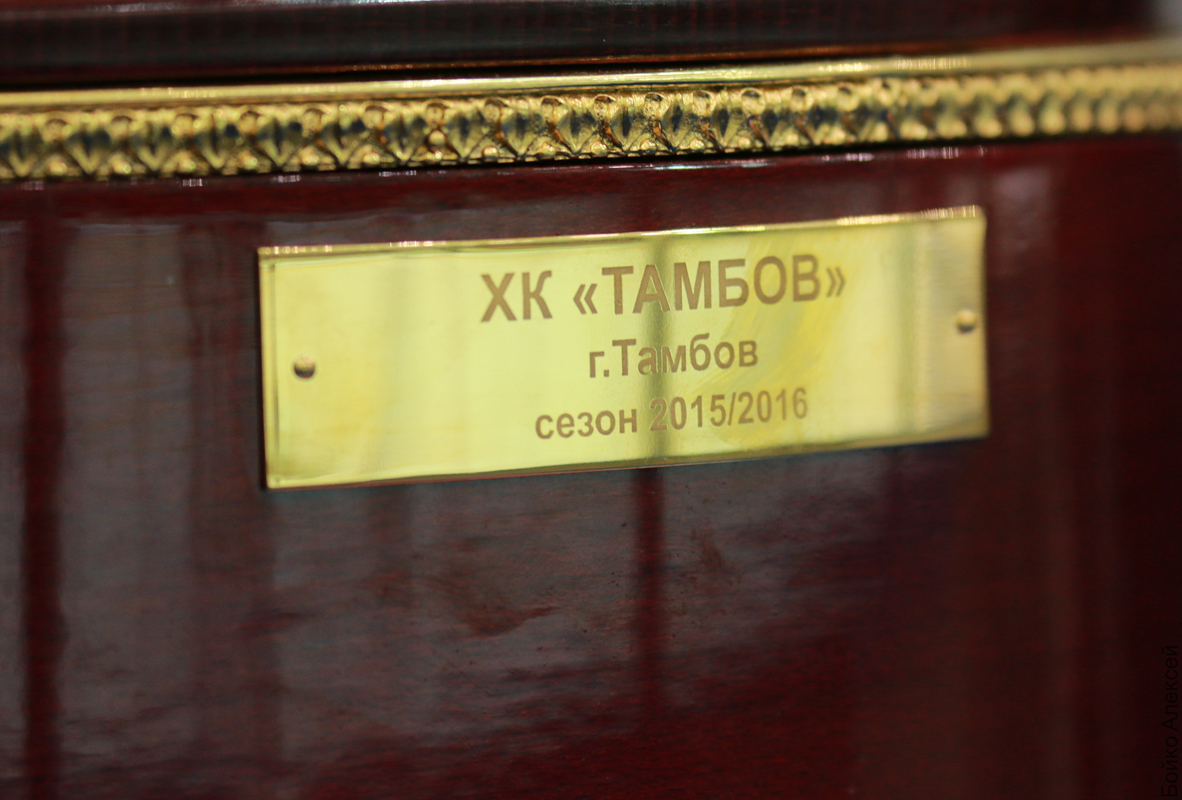 ХК «ТАМБОВ»
г.Тамбов
сезон 2015/2016
Бойко Алексей